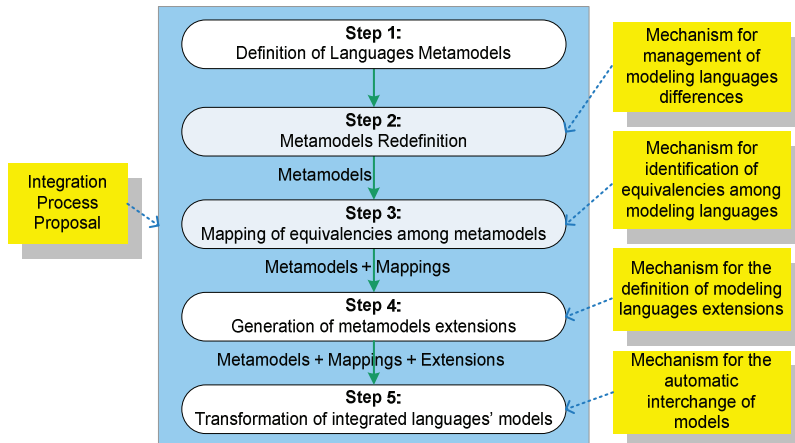 Step 1:
Definition of Languages Metamodels
Step 2:
Metamodels Redefinition
Metamodels
Step 3:
Mapping of equivalencies among metamodels
Metamodels + Mappings
Step 4:
Generation of metamodels extensions
Metamodels + Mappings + Extensions
Step 5:
Transformation of integrated languages' models
Integration
Process
Proposal
Mechanism for
management of
modeling languages
differences
Mechanism for
identification of
equivalencies among
modeling languages
Mechanism for the
definition of modeling
languages extensions
Mechanism for the
automatic
interchange of
models